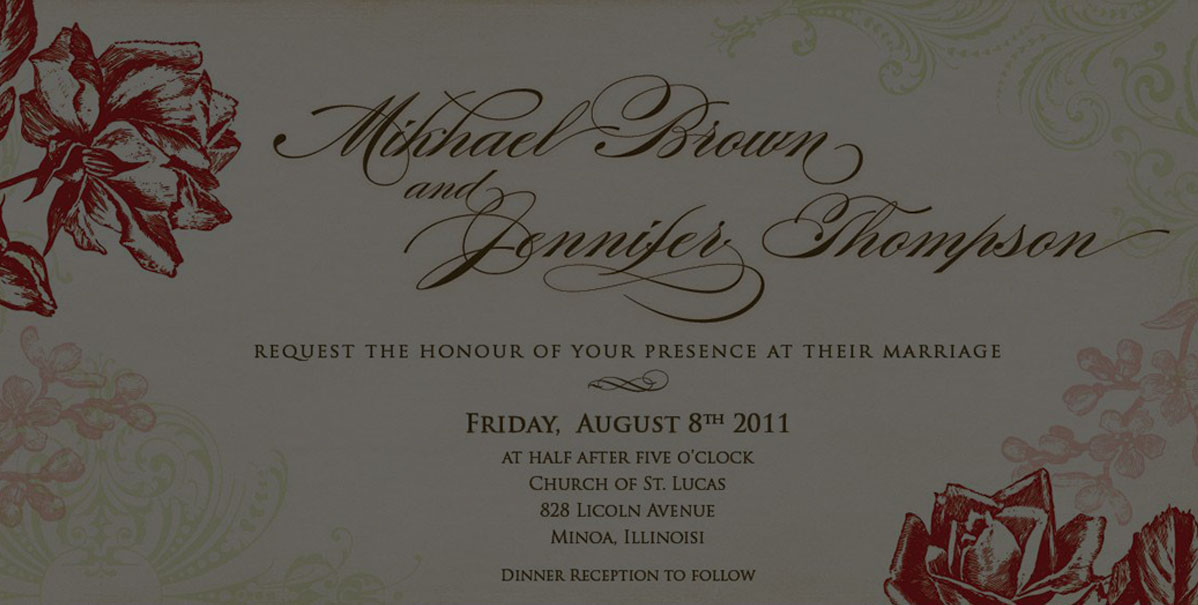 Mikhael Brown
and
Jennifer Thompson
REQUEST THE HONOUR OF YOUR PRESENCE AT THEIR MARRIAGE
FRIDAY, AUGUST 8TH 2011
AT HALF AFTER FIVE O'CLOCK
CHURCH OF ST. LUCAS
828 LICOLN AVENUE
MINOA, ILLINOISI
DINNER RECEPTION TO FOLLOW